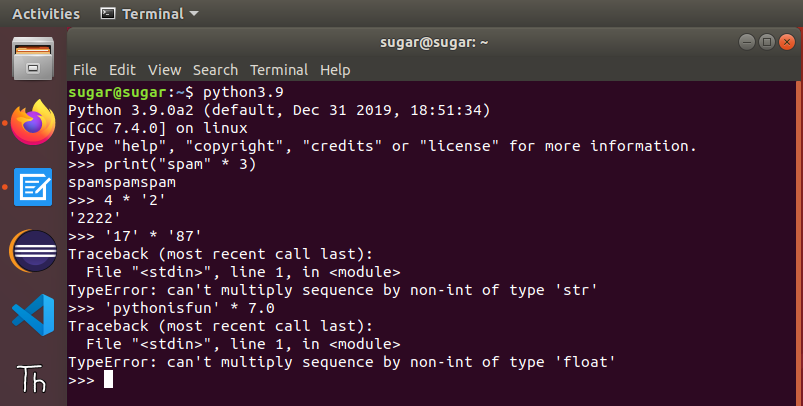 Activities Terminal
sugar@sugar: ~
File Edit View Search Terminal Help
sugar@sugar:~$ python3.9
Python 3.9.0a2 (default, Dec 31 2019, 18:51:34)
[GCC 7.4.0] on linux
Type "help", "copyright", "credits" or "license" for more information.
>>> print("spam" * 3)
spamspamspam
>>> 4 * '2'
'2222'
>>> '17' * '87'
Traceback (most recent call last):
  File "<stdin>", line 1, in <module>
TypeError: can't multiply sequence by non-int of type 'str'
>>> 'pythonisfun' * 7.0
Traceback (most recent call last):
  File "<stdin>", line 1, in <module>
TypeError: can't multiply sequence by non-int of type 'float'
>>>
Th